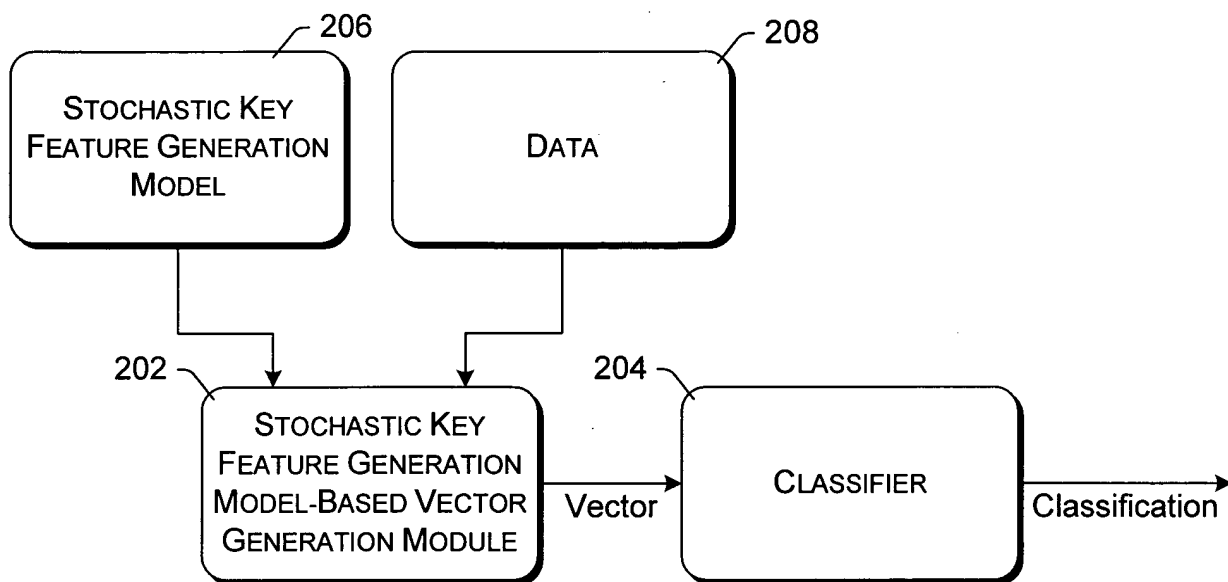 206
208
STOCHASTIC KEY
FEATURE GENERATION
MODEL
DATA
202
204
STOCHASTIC KEY
FEATURE GENERATION
MODEL-BASED VECTOR
GENERATION MODULE
Vector
CLASSIFIER
Classification